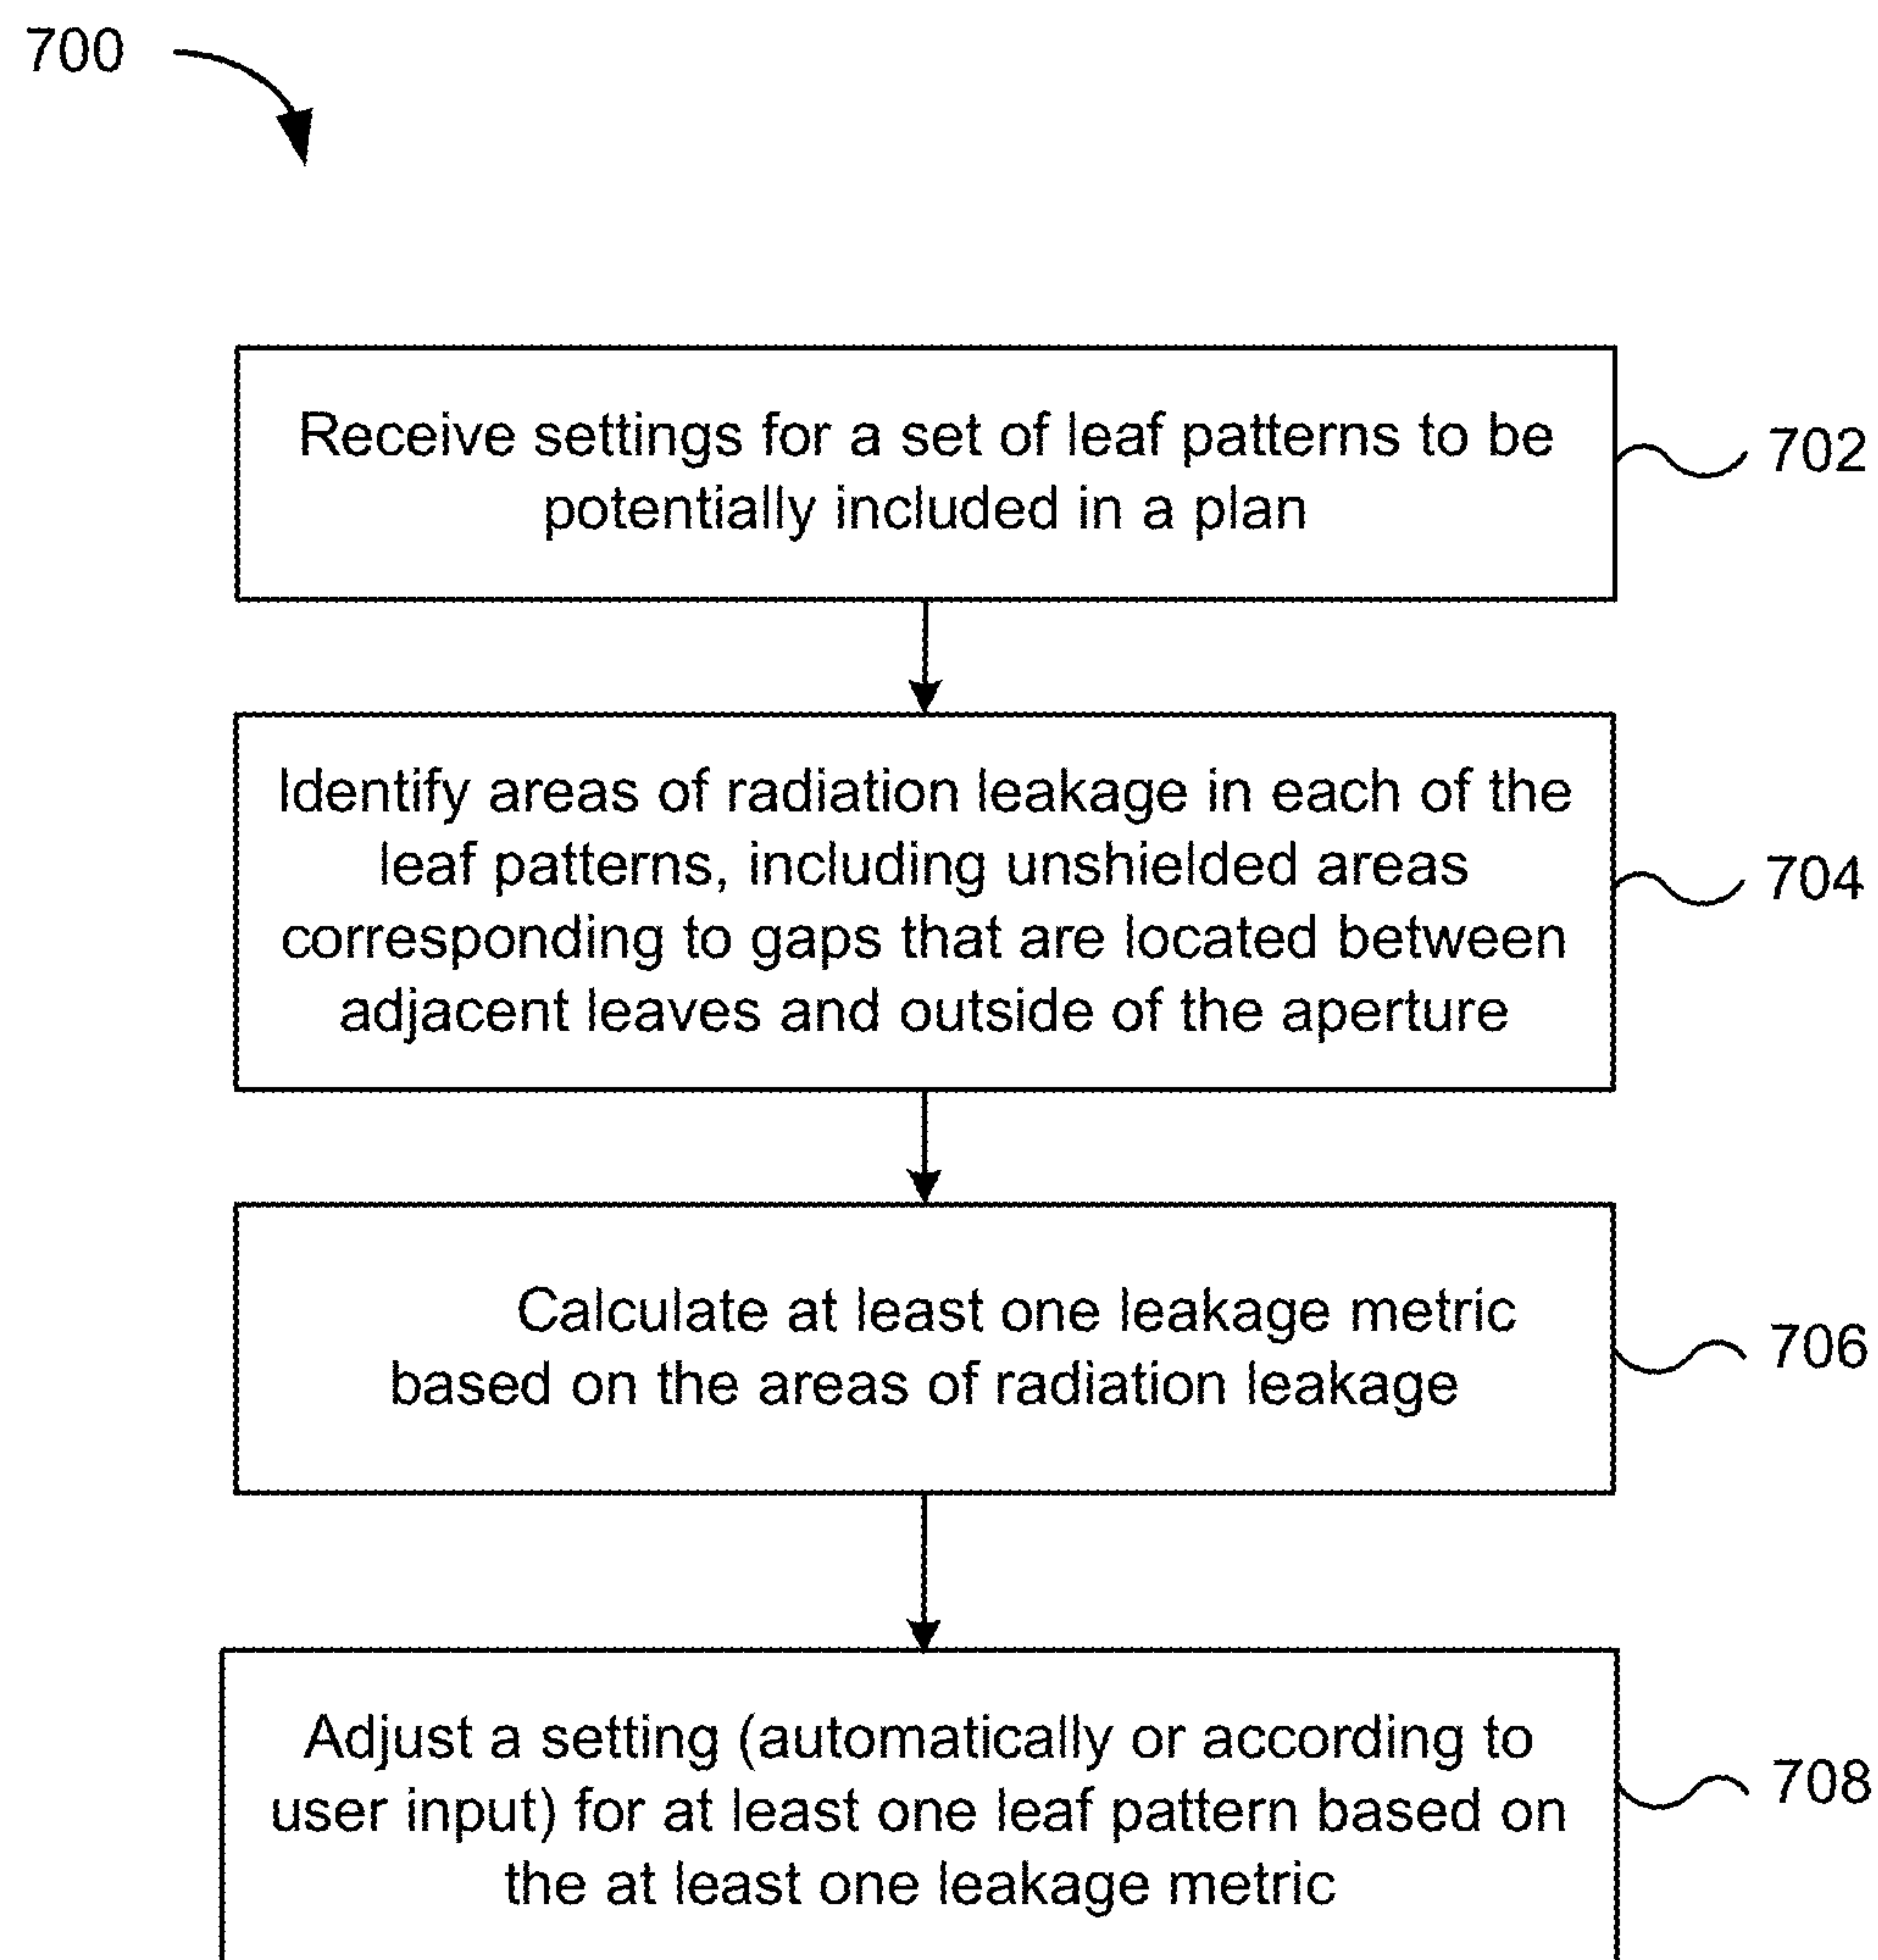 700
Receive settings for a set of leaf patterns to be
potentially included in a plan
702
Identify areas of radiation leakage in each of the
leaf patterns, including unshielded areas
corresponding to gaps that are located between
adjacent leaves and outside of the aperture
704
Calculate at least one leakage metric
based on the areas of radiation leakage
706
Adjust a setting (automatically or according to
user input) for at least one leaf pattern based on
the at least one leakage metric
708